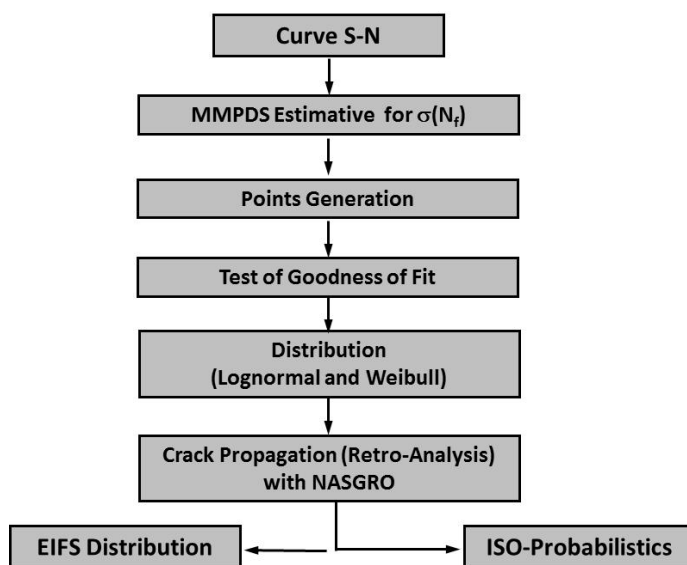 Curve S-N
MMPDS Estimative for σ(Nf)
Points Generation
Test of Goodness of Fit
Distribution
(Lognormal and Weibull)
Crack Propagation (Retro-Analysis)
with NASGRO
EIFS Distribution
ISO-Probabilistics